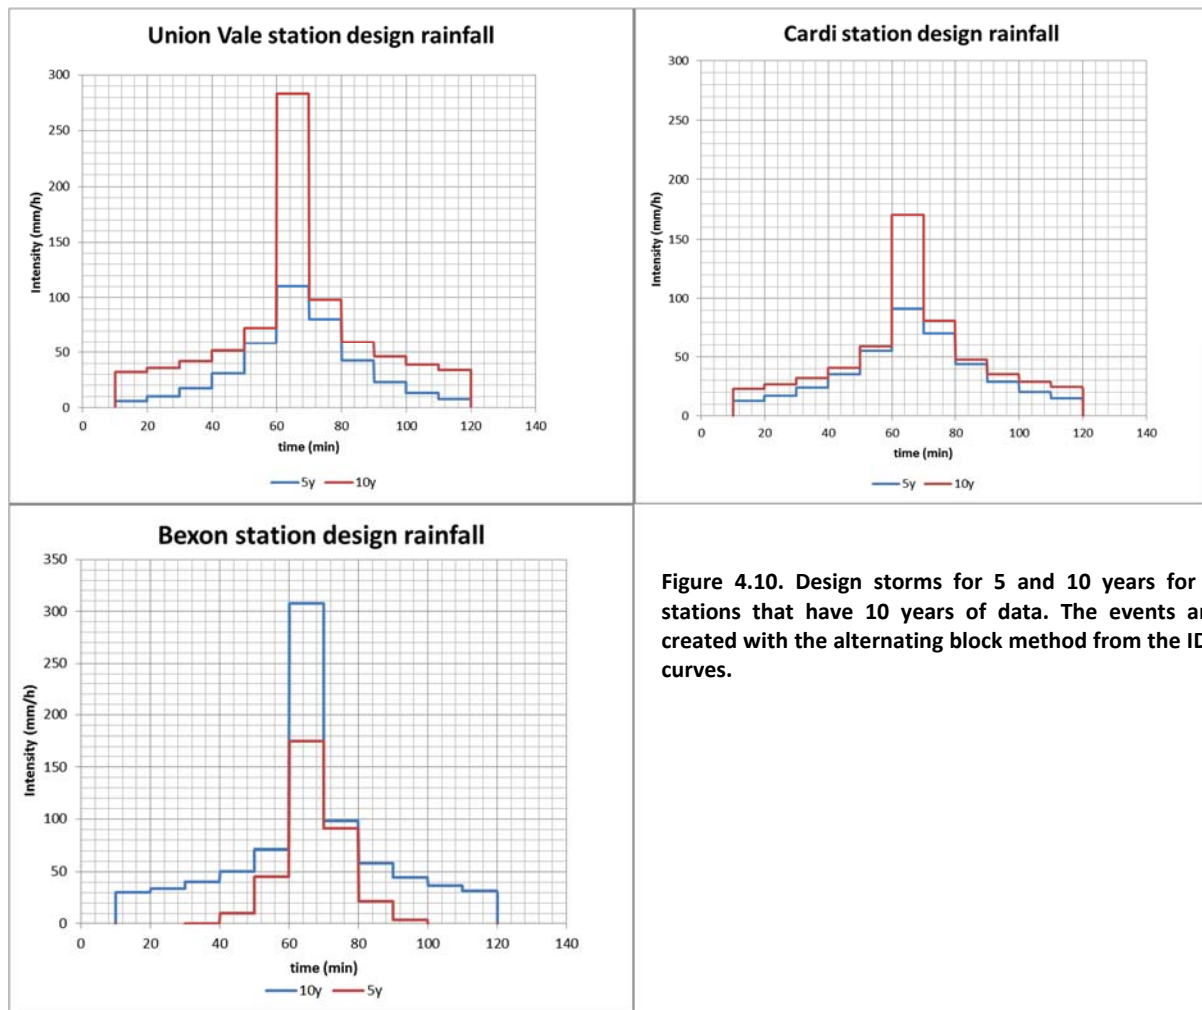 Union Vale station design rainfall
300
250
200
150
100
50
0
Intensity (mm/h)
0 20 40 60 80 100 120 140
time (min)
5y 10y
Cardi station design rainfall
300
250
200
150
100
50
0
Intensity (mm/h)
0 20 40 60 80 100 120 140
time (min)
5y 10y
Bexon station design rainfall
350
300
250
200
150
100
50
0
Intensity (mm/h)
0 20 40 60 80 100 120 140
time (min)
10y 5y
Figure 4.10. Design storms for 5 and 10 years for
stations that have 10 years of data. The events
created with the alternating block method from the
curves.